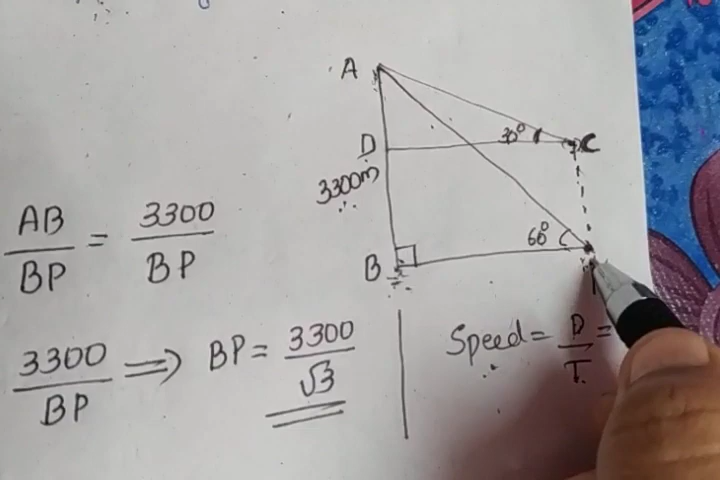 A
D
30° C
3300m
60°
B
AB/BP = 3300/BP
3300/BP ⇒ BP = 3300/√3
Speed = D/T =